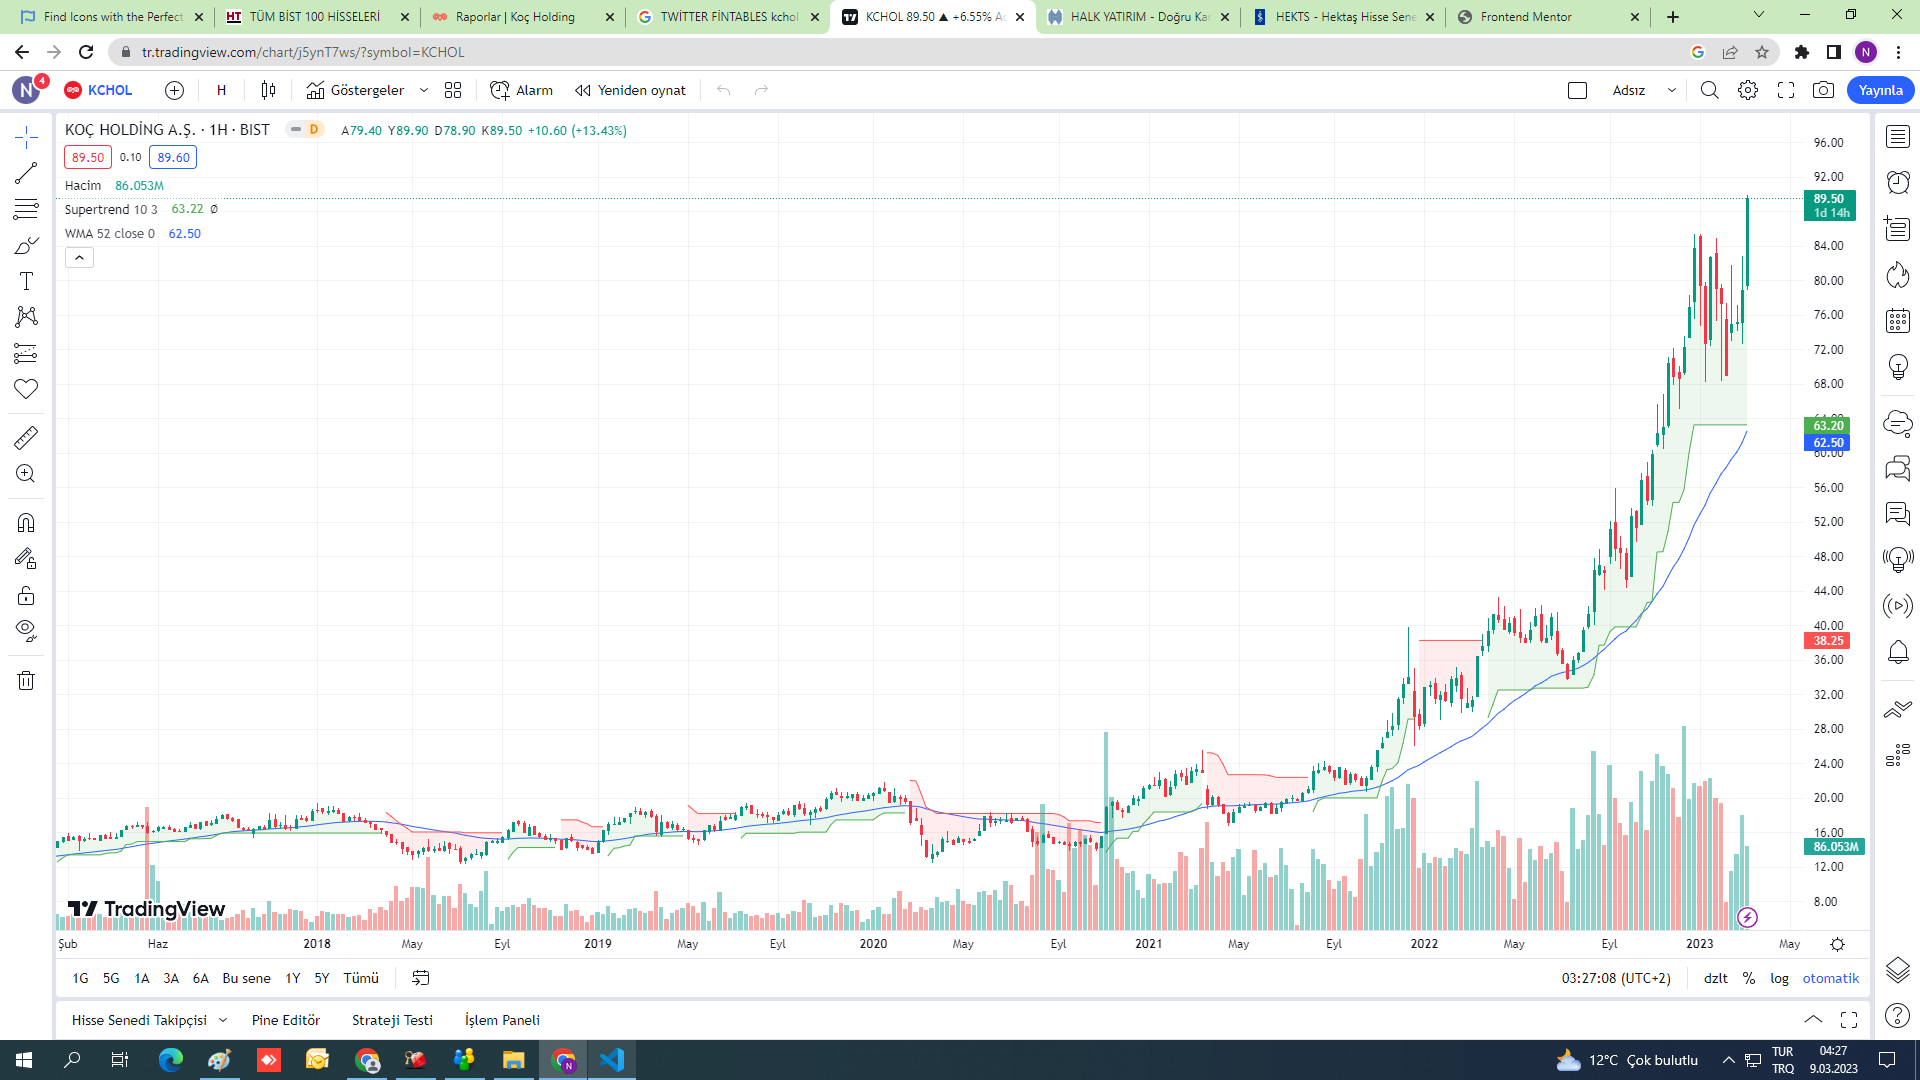 Find Icons with the Perfect
TÜM BİST 100 HİSSELERİ
Raporlar | Koç Holding
TWİTTER FİNTABLES kchol
KCHOL 89.50 ▲ +6.55%
HALK YATIRIM - Doğru
HEKTS - Hektaş Hisse
Frontend Mentor
tr.tradingview.com/chart/j5ynT7ws/?symbol=KCHOL
N
N 4
KCHOL
H
Göstergeler
Alarm
Yeniden oynat
Adsız
Yayınla
KOÇ HOLDİNG A.Ş. · 1H · BIST
D
A79.40 Y89.90 D78.90 K89.50 +10.60 (+13.43%)
89.50 0.10 89.60
Hacim 86.053M
Supertrend 10 3 63.22 Ø
WMA 52 close 0 62.50
96.00
92.00
89.50
1d 14h
84.00
80.00
76.00
72.00
68.00
63.20
62.50
60.00
56.00
52.00
48.00
44.00
40.00
38.25
36.00
32.00
28.00
24.00
20.00
16.00
86.053M
12.00
8.00
TradingView
Şub Haz 2018 May Eyl 2019 May Eyl 2020 May Eyl 2021 May Eyl 2022 May Eyl 2023 May
1G 5G 1A 3A 6A Bu sene 1Y 5Y Tümü
03:27:08 (UTC+2) dzlt % log otomatik
Hisse Senedi Takipçisi Pine Editör Strateji Testi İşlem Paneli
12°C Çok bulutlu
TUR
TRQ
04:27
9.03.2023